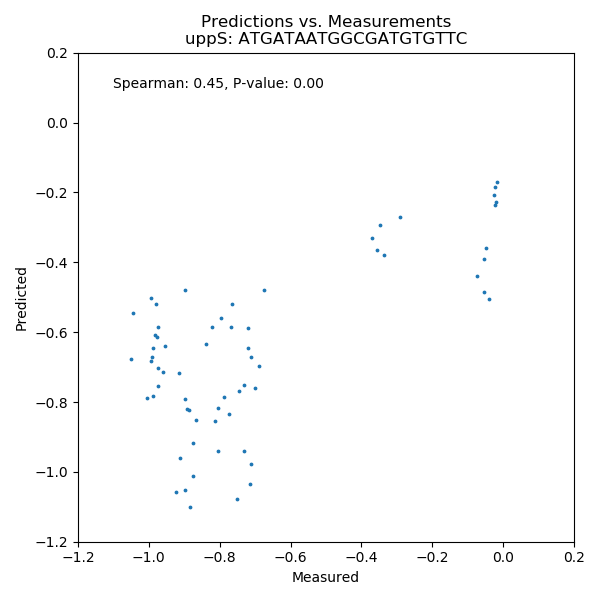 Predictions vs. Measurements
uppS: ATGATAATGGCGATGTGTTC
Spearman: 0.45, P-value: 0.00
0.2
0.0
−0.2
−0.4
−0.6
−0.8
−1.0
−1.2
Predicted
−1.2 −1.0 −0.8 −0.6 −0.4 −0.2 0.0 0.2
Measured